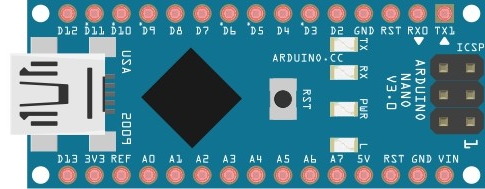 D12 D11 D10 D9 D8 D7 D6 D5 D4 D3 D2 GND RST RX0 TX1
TX
ICSP
USA
ARDUINO.CC
RX
RST
ARDUINO
NANO
V3.0
PWR
2009
L
1
D13 3V3 REF A0 A1 A2 A3 A4 A5 A6 A7 5V RST GND VIN